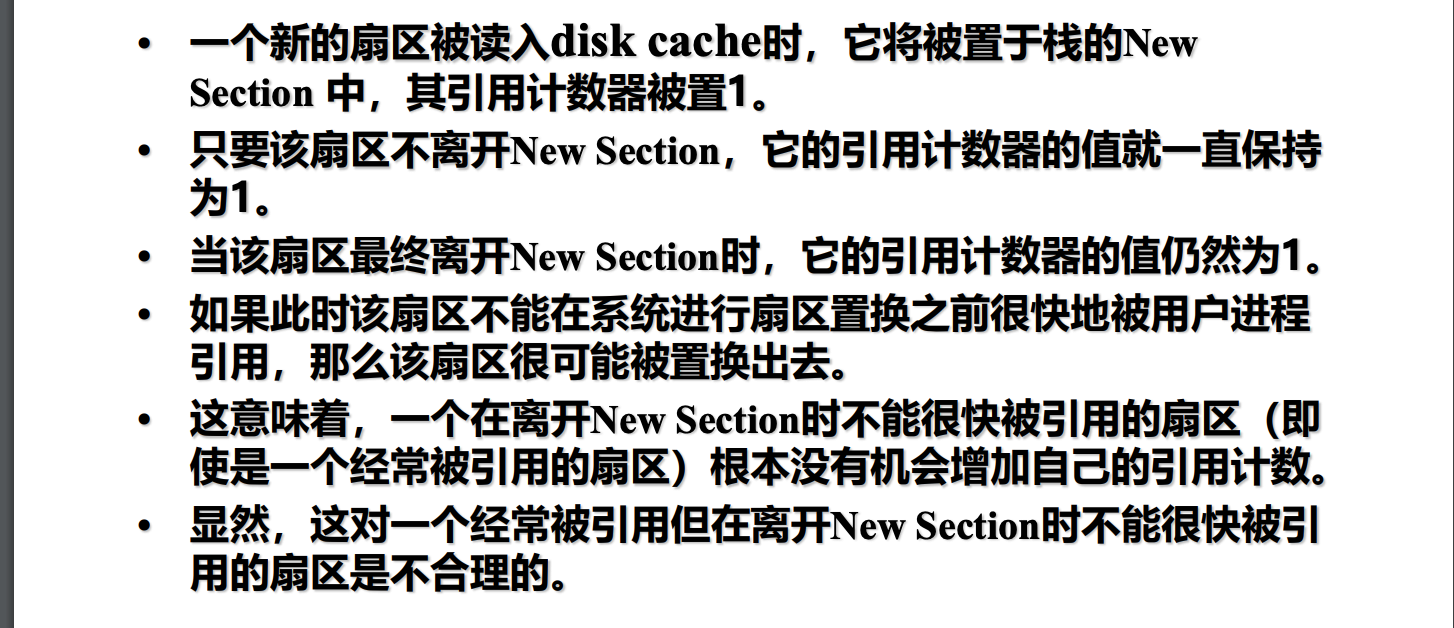 • 一个新的扇区被读入disk cache时，它将被置于栈的New
Section 中，其引用计数器被置1。
• 只要该扇区不离开New Section，它的引用计数器的值就一直保持
为1。
• 当该扇区最终离开New Section时，它的引用计数器的值仍然为1。
• 如果此时该扇区不能在系统进行扇区置换之前很快地被用户进程
引用，那么该扇区很可能被置换出去。
• 这意味着，一个在离开New Section时不能很快被引用的扇区（即
使是一个经常被引用的扇区）根本没有机会增加自己的引用计数。
• 显然，这对一个经常被引用但在离开New Section时不能很快被引
用的扇区是不合理的。